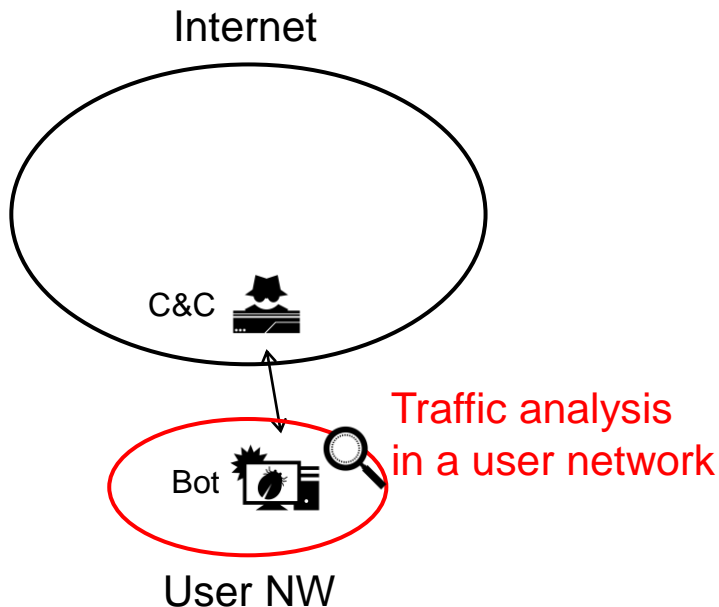 Internet
C&C
Traffic analysis
in a user network
Bot
User NW